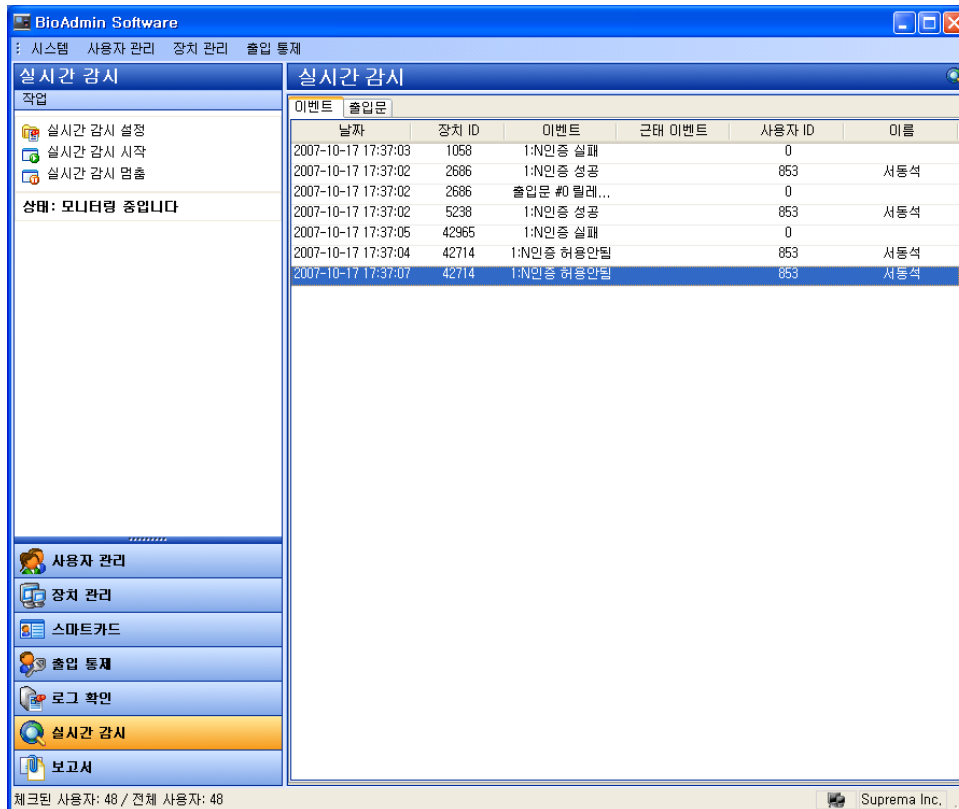 BioAdmin Software
시스템 사용자 관리 장치 관리 출입 통제
실시간 감시
작업
실시간 감시 설정
실시간 감시 시작
실시간 감시 멈춤
상태: 모니터링 중입니다
사용자 관리
장치 관리
스마트카드
출입 통제
로그 확인
실시간 감시
보고서
실시간 감시
이벤트 출입문
날짜 장치 ID 이벤트 근태 이벤트 사용자 ID 이름
2007-10-17 17:37:03 1058 1:N인증 실패 0
2007-10-17 17:37:02 2686 1:N인증 성공 853 서동석
2007-10-17 17:37:02 2686 출입문 #0 릴레... 0
2007-10-17 17:37:02 5238 1:N인증 성공 853 서동석
2007-10-17 17:37:05 42965 1:N인증 실패 0
2007-10-17 17:37:04 42714 1:N인증 허용안됨 853 서동석
2007-10-17 17:37:07 42714 1:N인증 허용안됨 853 서동석
체크된 사용자: 48 / 전체 사용자: 48
Suprema Inc.